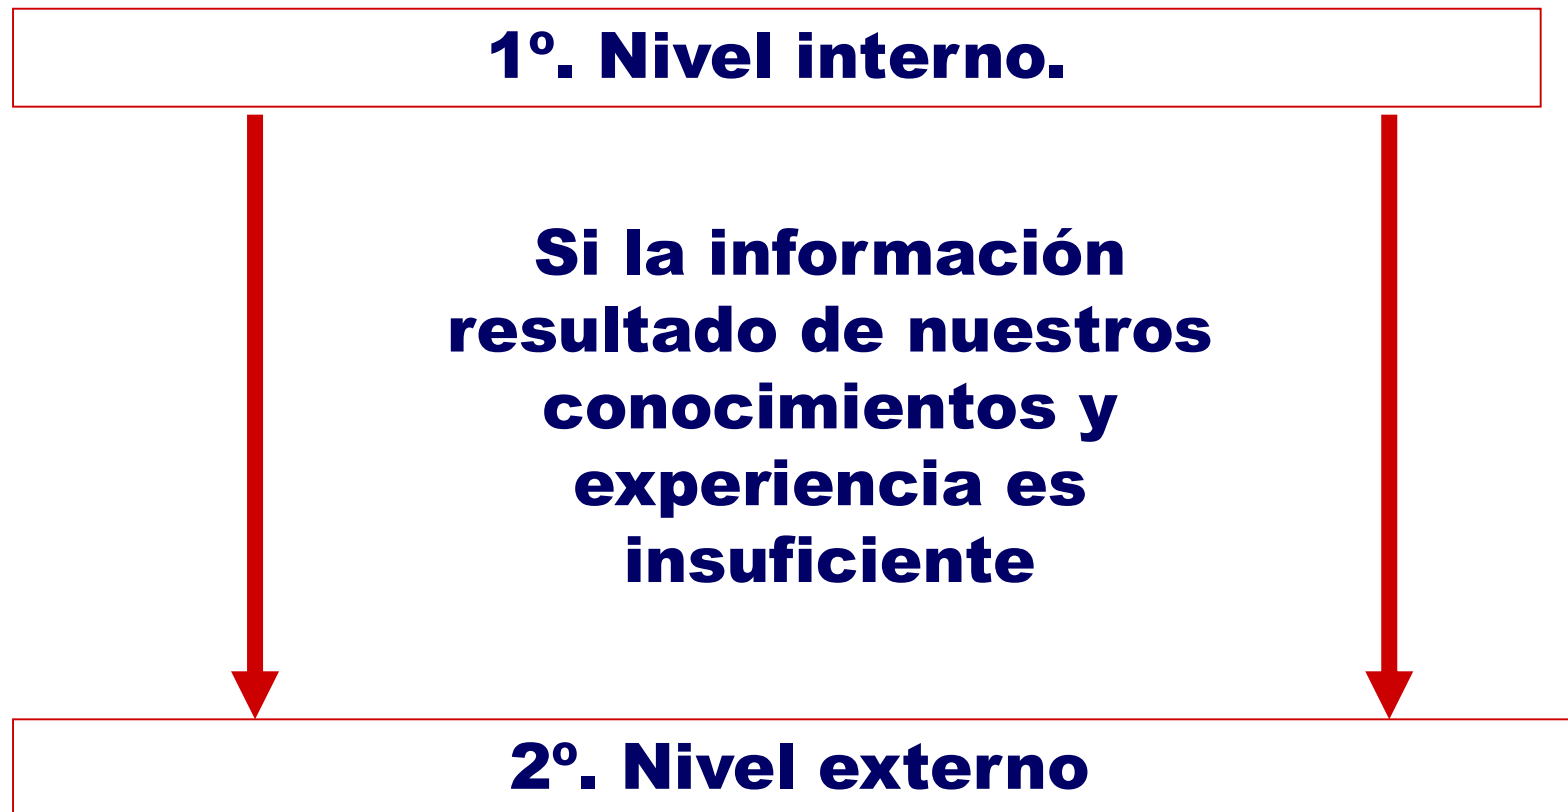 1º. Nivel interno.
Si la información
resultado de nuestros
conocimientos y
experiencia es
insuficiente
2º. Nivel externo